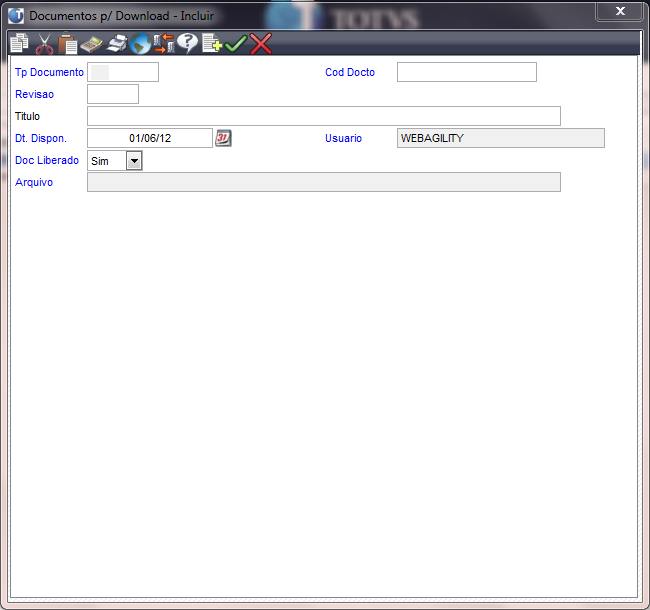 Documentos p/ Download - Incluir
TOTVS
Tp Documento
Cod Docto
Revisao
Titulo
Dt. Dispon. 01/06/12 31 Usuario WEBAGILITY
Doc Liberado Sim
Arquivo